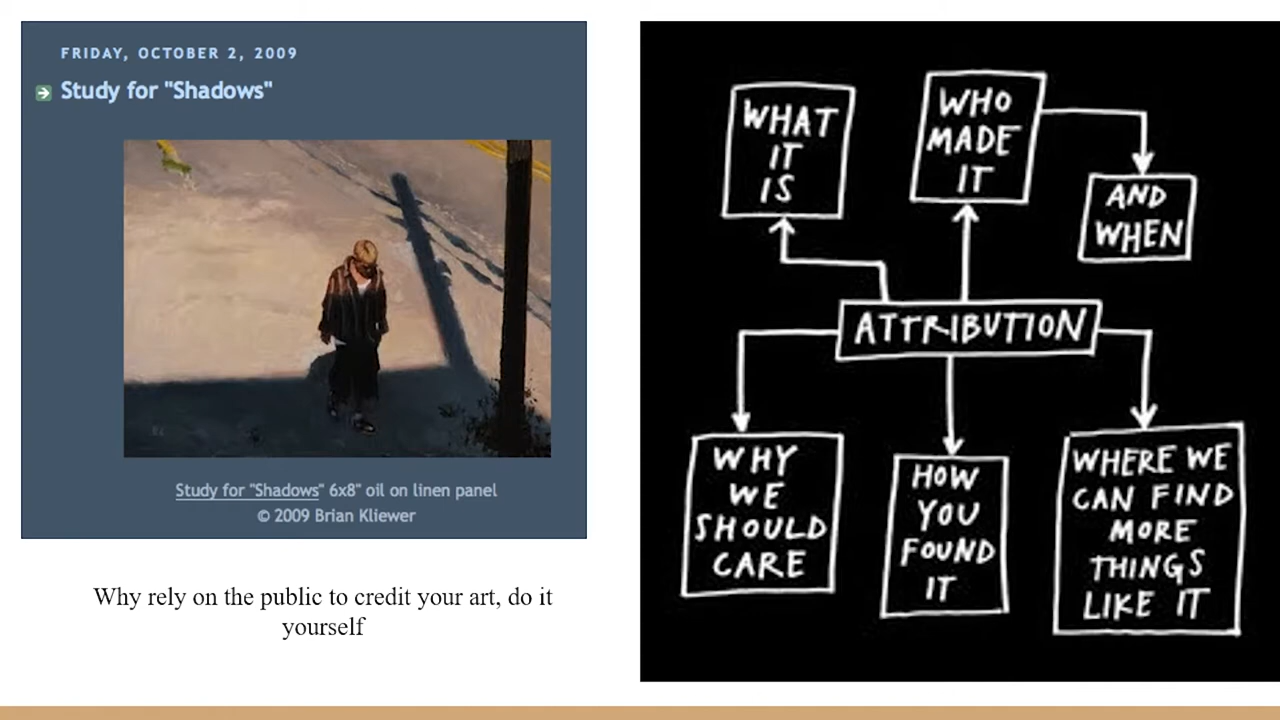 FRIDAY, OCTOBER 2, 2009
Study for "Shadows"
Study for "Shadows" 6x8" oil on linen panel
© 2009 Brian Kliewer
Why rely on the public to credit your art, do it
yourself
WHAT
IT
IS
WHO
MADE
IT
AND
WHEN
ATTRIBUTION
WHY
WE
SHOULD
CARE
HOW
YOU
FOUND
IT
WHERE WE
CAN FIND
MORE
THINGS
LIKE IT